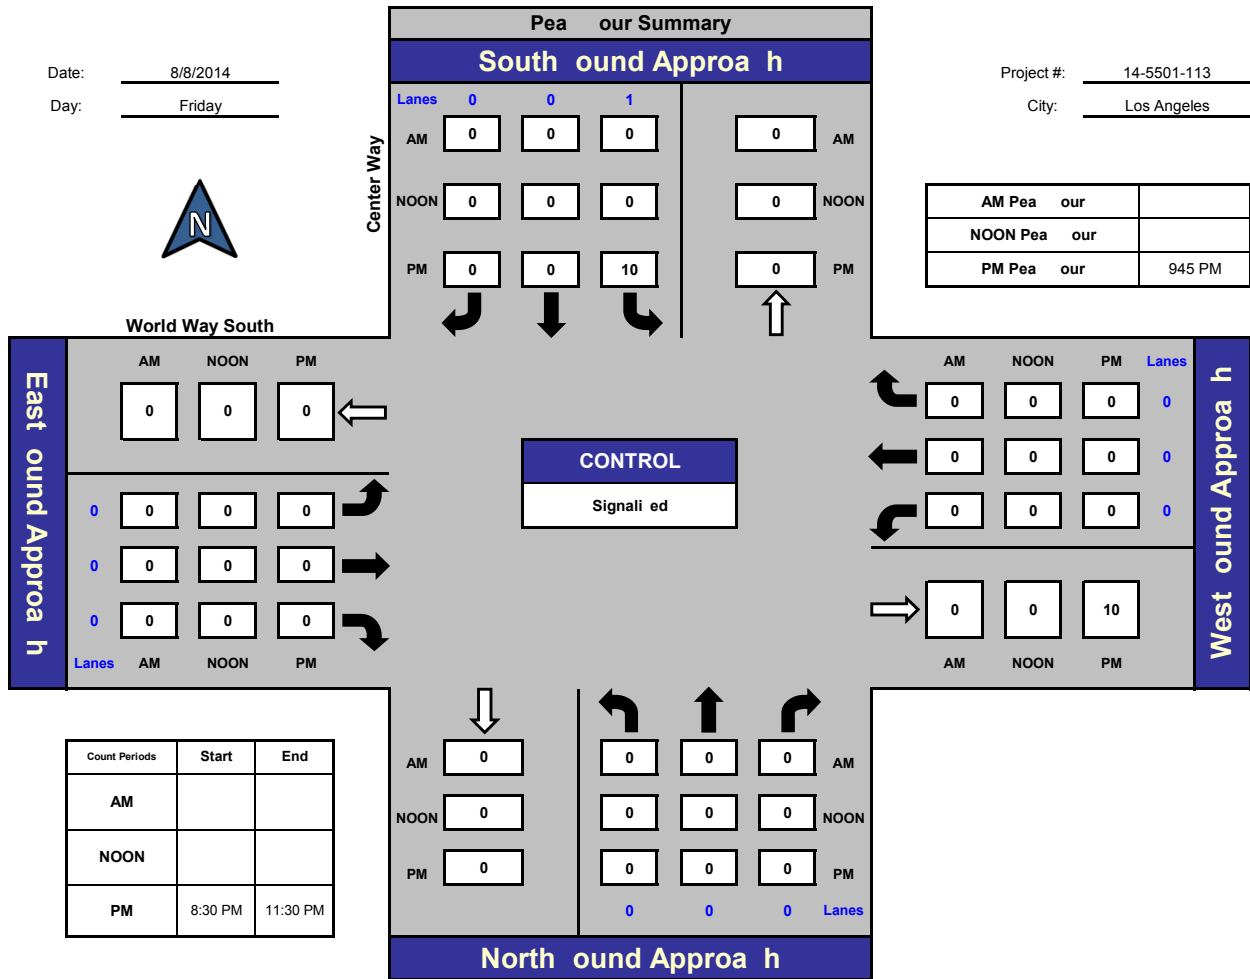 Pea our Summary
South ound Approa h
Date: 8/8/2014
Day: Friday
Project #: 14-5501-113
City: Los Angeles
N
Center Way
Lanes 0 0 1
AM 0 0 0 0 AM
NOON 0 0 0 0 NOON
PM 0 0 10 0 PM
AM Pea our
NOON Pea our
PM Pea our 945 PM
World Way South
East ound Approa h
AM NOON PM
0 0 0
0 0 0 0
0 0 0 0
0 0 0 0
Lanes AM NOON PM
CONTROL
Signali ed
AM NOON PM Lanes
0 0 0 0
0 0 0 0
0 0 0 0
0 0 10
AM NOON PM
West ound Approa h
Count Periods Start End
AM
NOON
PM 8:30 PM 11:30 PM
AM 0 0 0 0 AM
NOON 0 0 0 0 NOON
PM 0 0 0 0 PM
0 0 0 Lanes
North ound Approa h